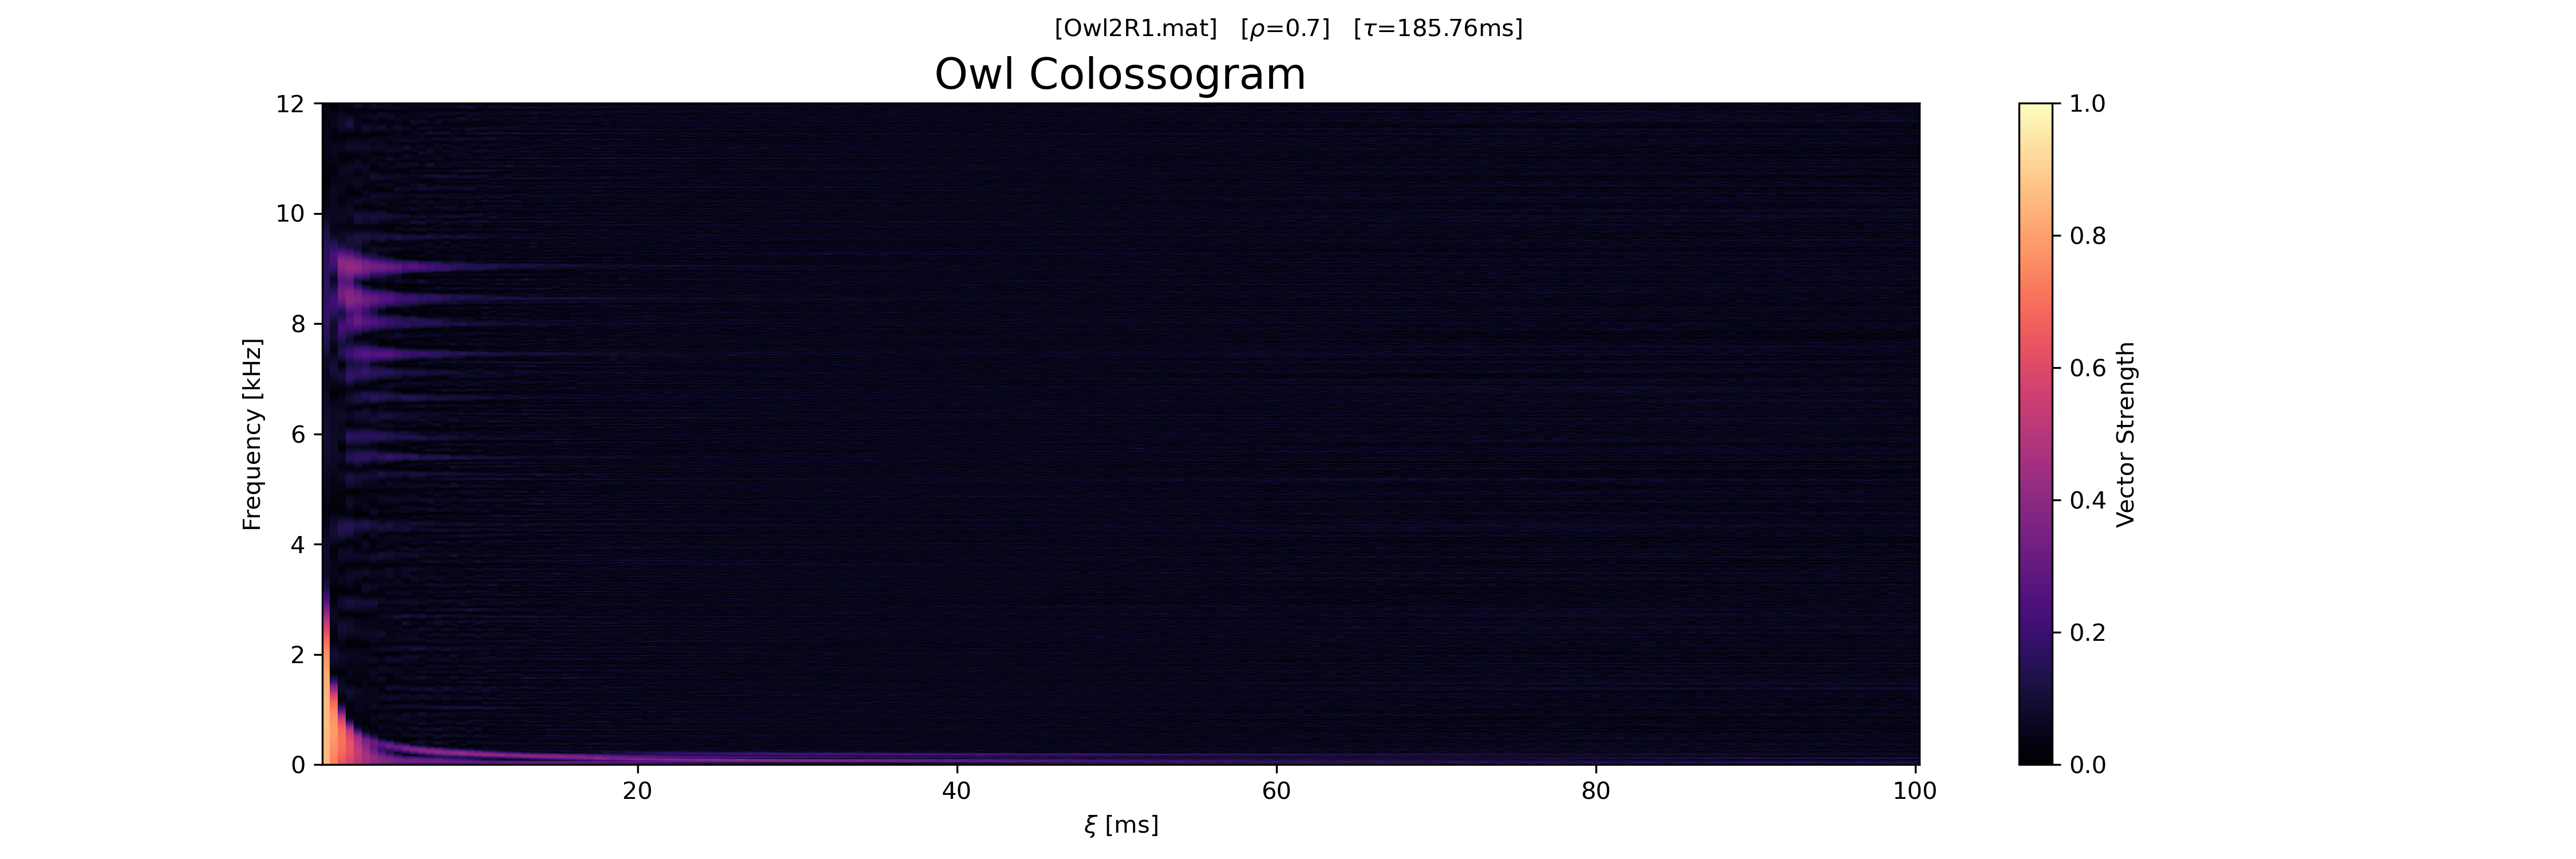 [Owl2R1.mat] [ρ=0.7] [τ=185.76ms]
Owl Colossogram
12
10
8
6
4
2
0
Frequency [kHz]
20 40 60 80 100
ξ [ms]
1.0
0.8
0.6
0.4
0.2
0.0
Vector Strength